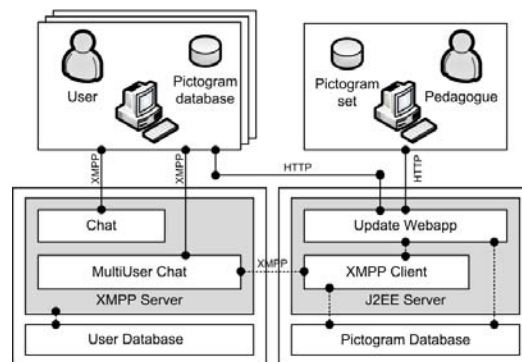 User
Pictogram
database
Pictogram
set
Pedagogue
XMPP
XMPP
HTTP
HTTP
Chat
MultiUser Chat
XMPP Server
User Database
XMPP
Update Webapp
XMPP Client
J2EE Server
Pictogram Database